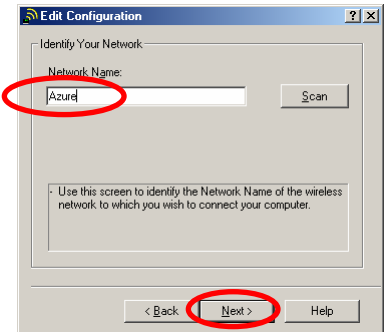 Edit Configuration
Identify Your Network
Network Name:
Azure
Scan
- Use this screen to identify the Network Name of the wireless
network to which you wish to connect your computer.
< Back
Next >
Help